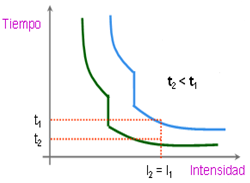 Tiempo
t₂ < t₁
t₁
t₂
I₂ = I₁
Intensidad